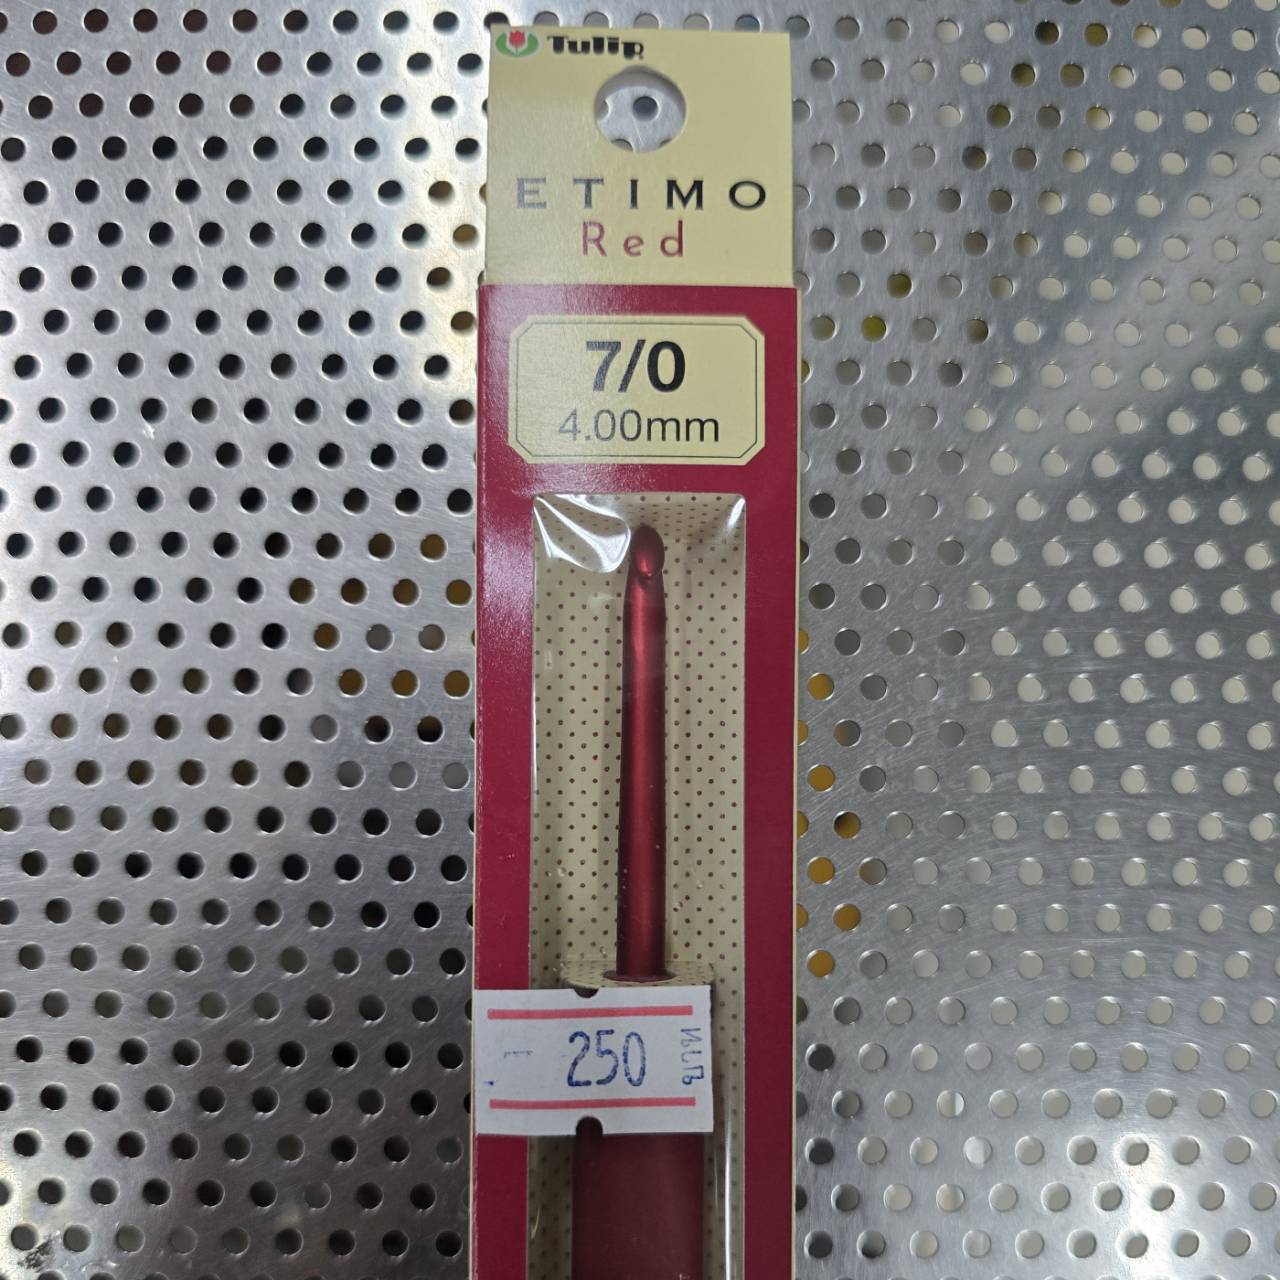 Tulip
ETIMO
Red
7/0
4.00mm
250